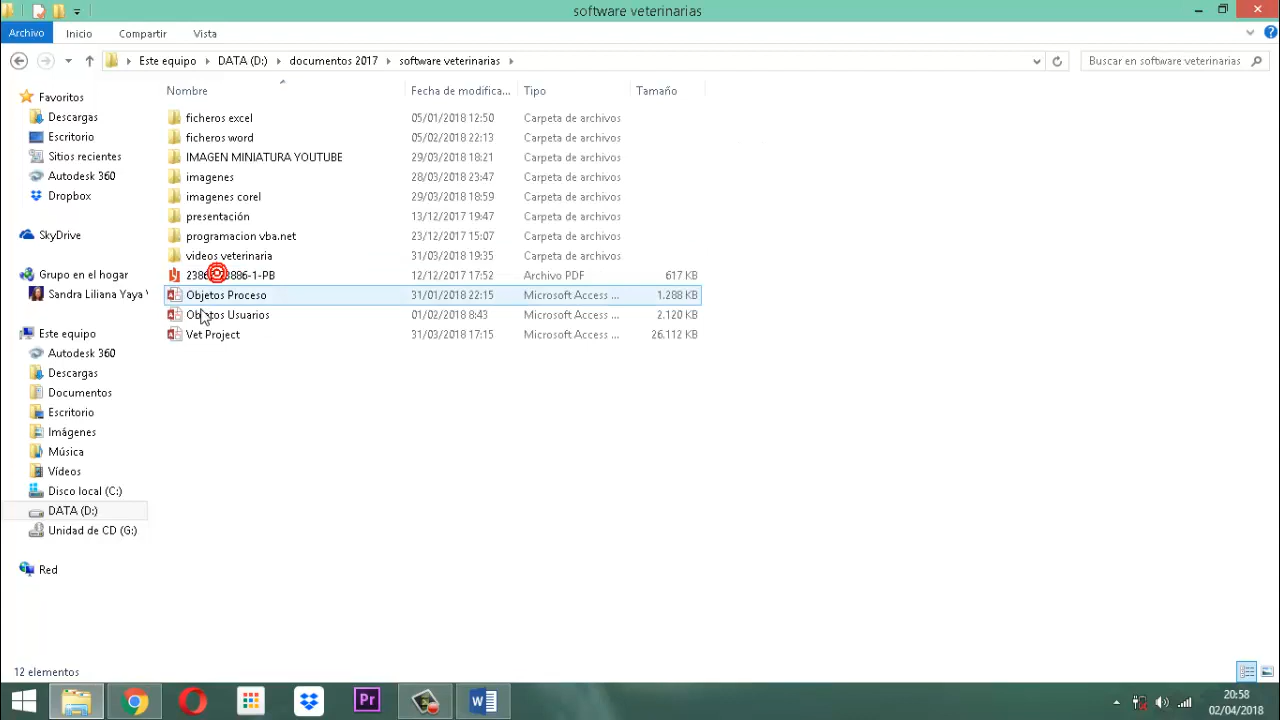 software veterinarias
Archivo Inicio Compartir Vista
Este equipo DATA (D:) documentos 2017 software veterinarias Buscar en software veterinarias
Nombre Fecha de modifica... Tipo Tamaño
Favoritos
Descargas
Escritorio
Sitios recientes
Autodesk 360
Dropbox
SkyDrive
Grupo en el hogar
Sandra Liliana Yaya
Este equipo
Autodesk 360
Descargas
Documentos
Escritorio
Imágenes
Música
Vídeos
Disco local (C:)
DATA (D:)
Unidad de CD (G:)
Red
ficheros excel 05/01/2018 12:50 Carpeta de archivos
ficheros word 05/02/2018 22:13 Carpeta de archivos
IMAGEN MINIATURA YOUTUBE 29/03/2018 18:21 Carpeta de archivos
imagenes 28/03/2018 23:47 Carpeta de archivos
imagenes corel 29/03/2018 18:59 Carpeta de archivos
presentación 13/12/2017 19:47 Carpeta de archivos
programacion vba.net 23/12/2017 15:07 Carpeta de archivos
videos veterinaria 31/03/2018 19:35 Carpeta de archivos
12/12/2017 17:52 Archivo PDF 617 KB
Objetos Proceso 31/01/2018 22:15 Microsoft Access ... 1.288 KB
Objetos Usuarios 01/02/2018 8:43 Microsoft Access ... 2.120 KB
Vet Project 31/03/2018 17:15 Microsoft Access ... 26.112 KB
12 elementos
Pr
20:58
02/04/2018